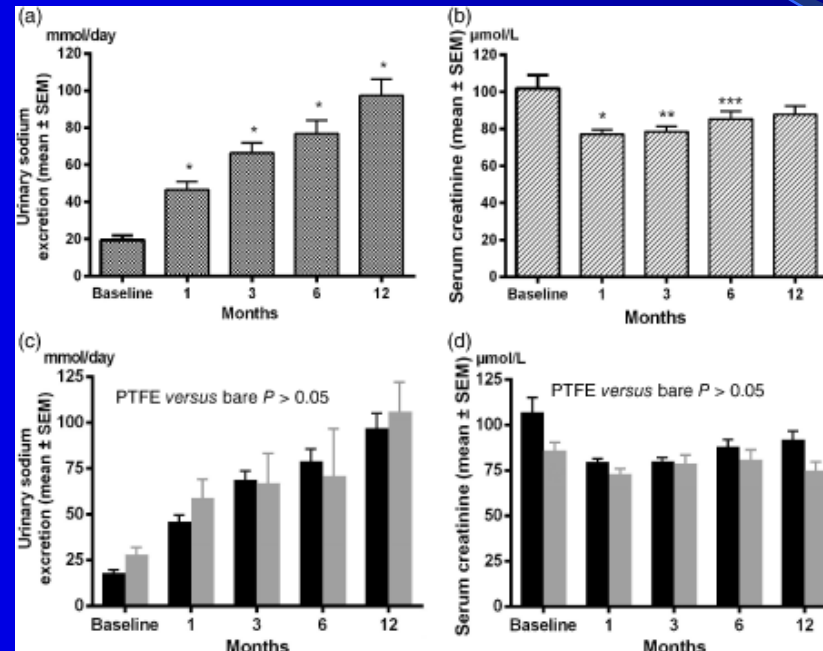 (a)
mmol/day
Urinary sodium
excretion (mean ± SEM)
120
100
80
60
40
20
0
*
*
*
*
Baseline 1 3 6 12
Months
(b)
µmol/L
Serum creatinine (mean ± SEM)
120
100
80
60
40
20
0
*
**
***
Baseline 1 3 6 12
Months
(c)
mmol/day
Urinary sodium
excretion (mean ± SEM)
125
100
75
50
25
0
PTFE versus bare P > 0.05
Baseline 1 3 6 12
Months
(d)
µmol/L
Serum creatinine (mean ± SEM)
125
100
75
50
25
0
PTFE versus bare P > 0.05
Baseline 1 3 6 12
Months